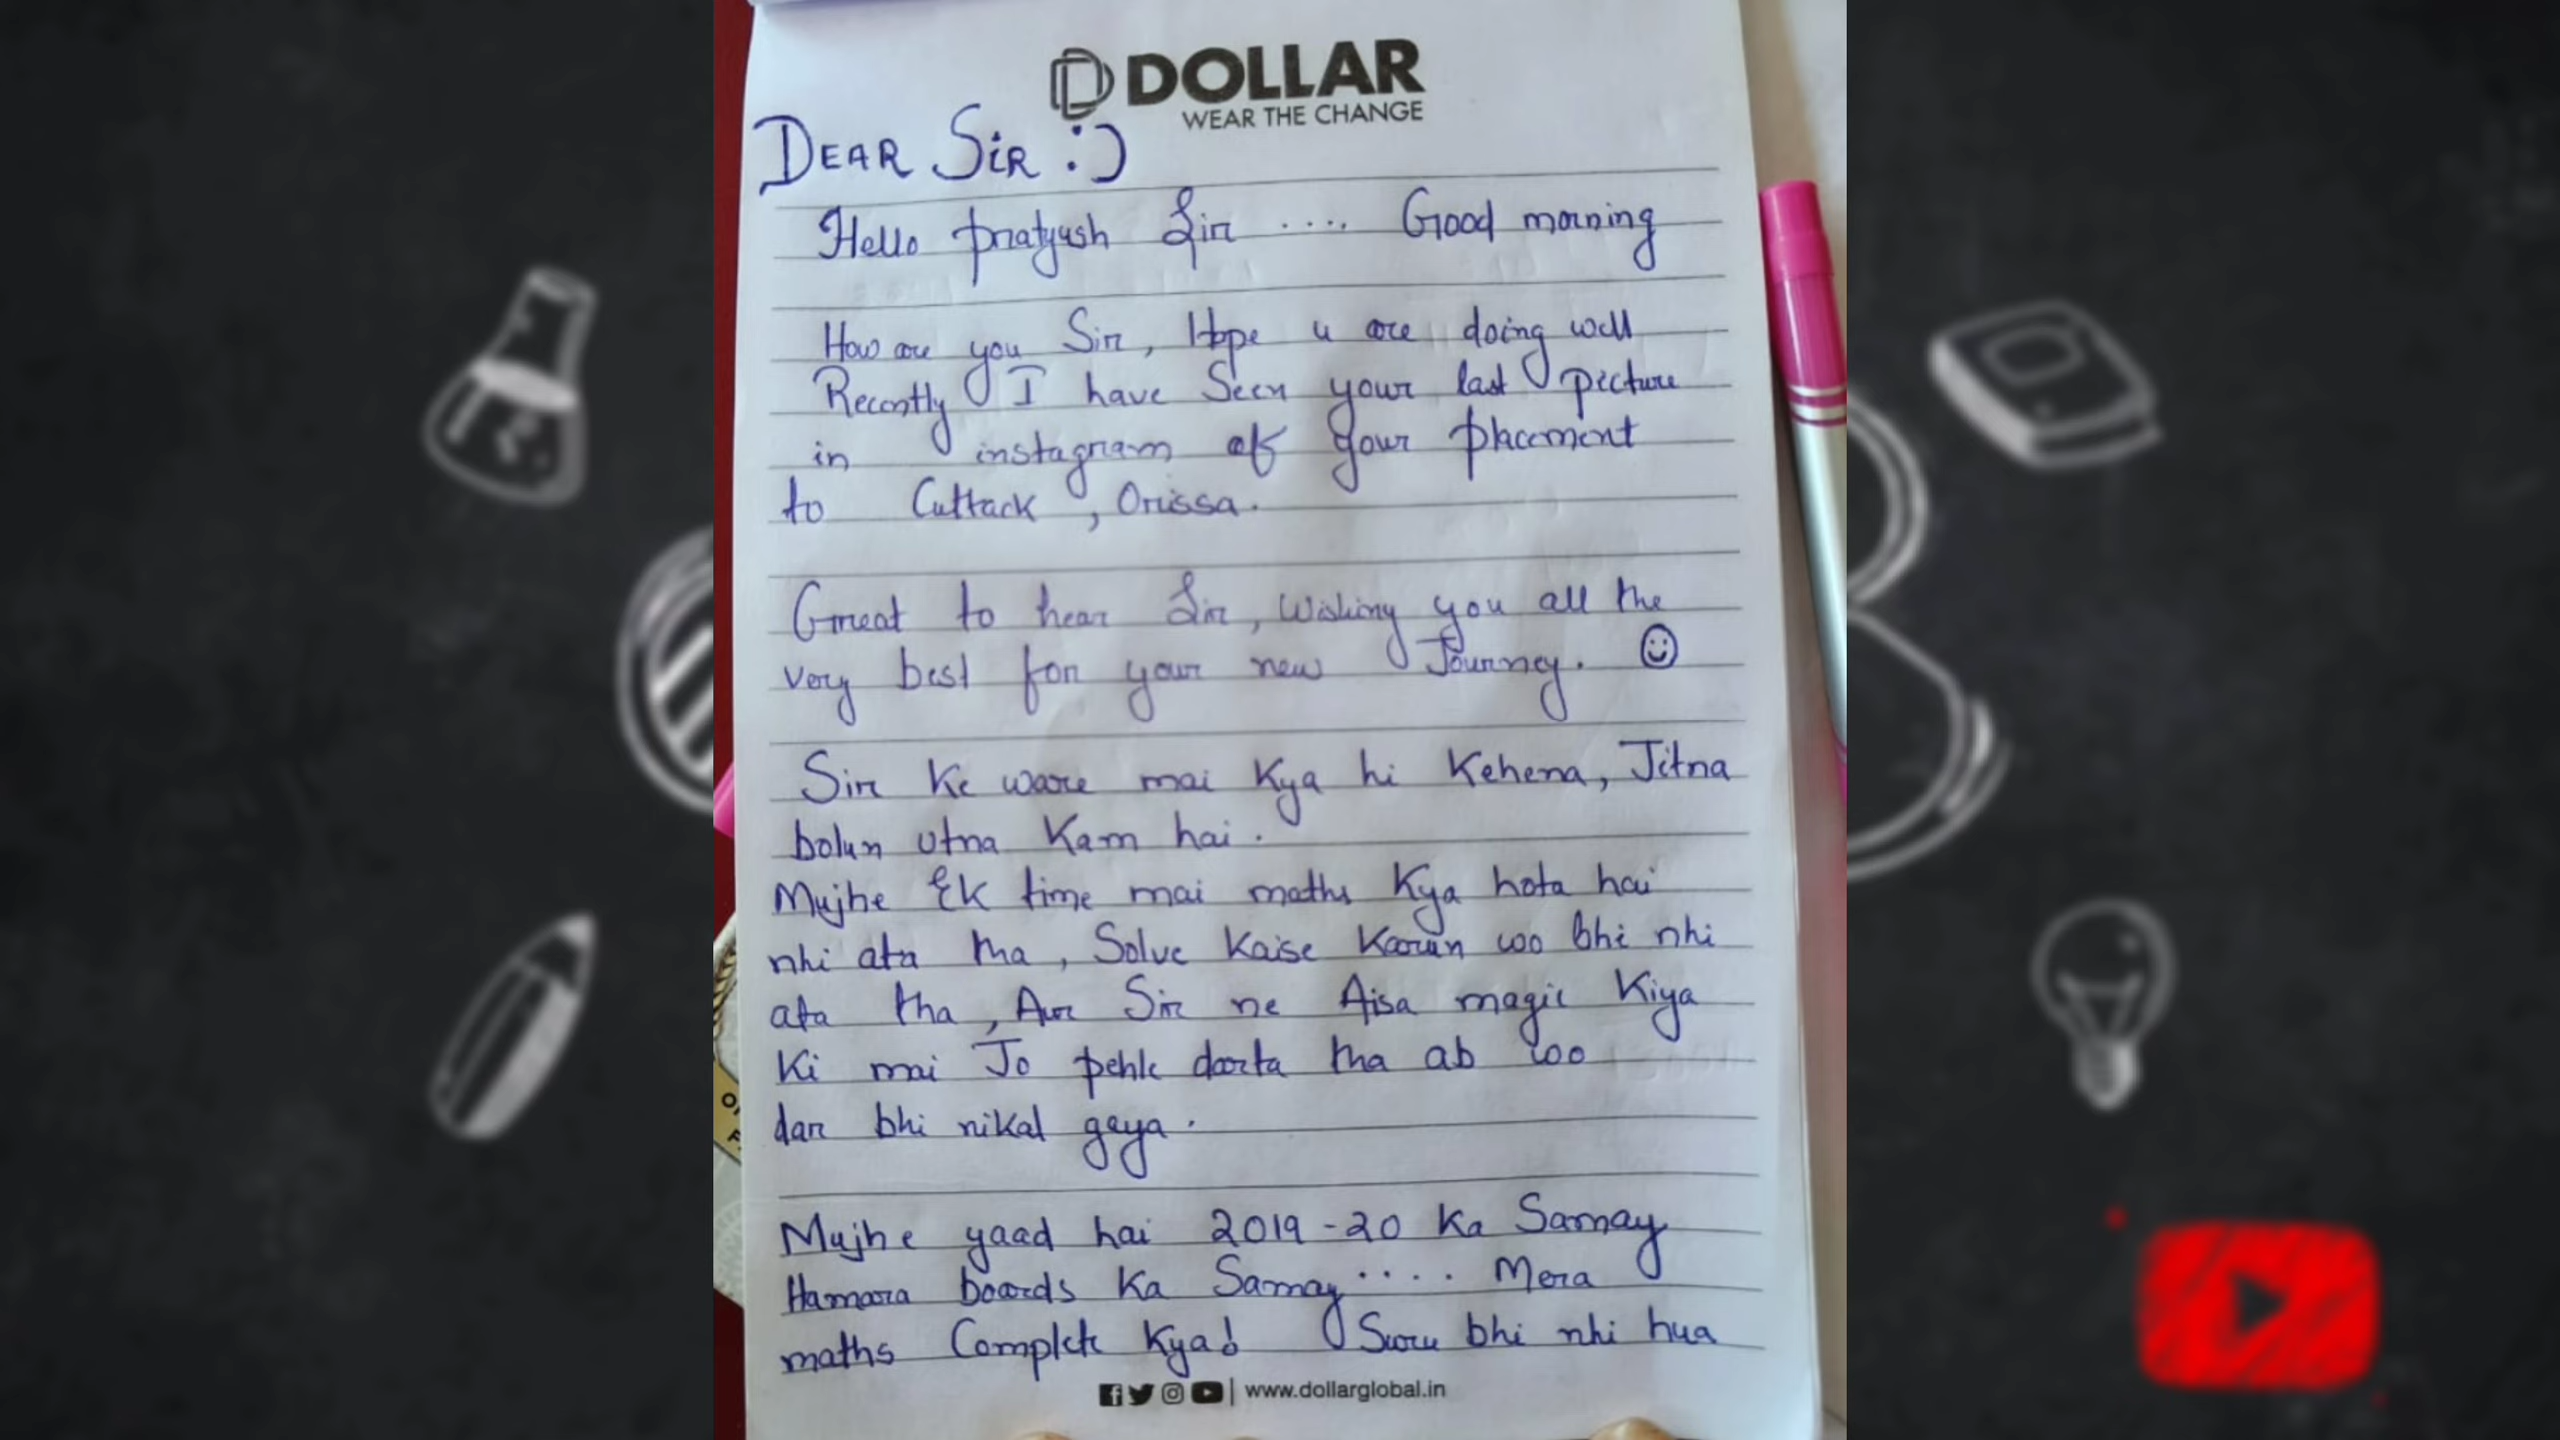 DOLLAR
WEAR THE CHANGE
DEAR SIR :)
Hello pratyush Sir .... Good morning
How are you Sir, Hope u are doing well
Recently I have Seen your last picture
in instagram of your placement
to Cuttack, Orissa.
Great to hear Sir, Wishing you all the
very best for your new Journey. ☺
Sir Ke ware mai Kya hi Kehena, Jitna
bolun utna Kam hai.
Mujhe Ek time mai maths Kya hota hai
nhi ata tha, Solve Kaise Karun woo bhi nhi
ata tha, Aur Sir ne Aisa magic Kiya
Ki mai Jo pehle darta tha ab woo
dar bhi nikal gaya.
Mujhe yaad hai 2019-20 Ka Samay
Hamara boards Ka Samay.... Mera
maths Complete Kya! Suru bhi nhi hua
www.dollarglobal.in